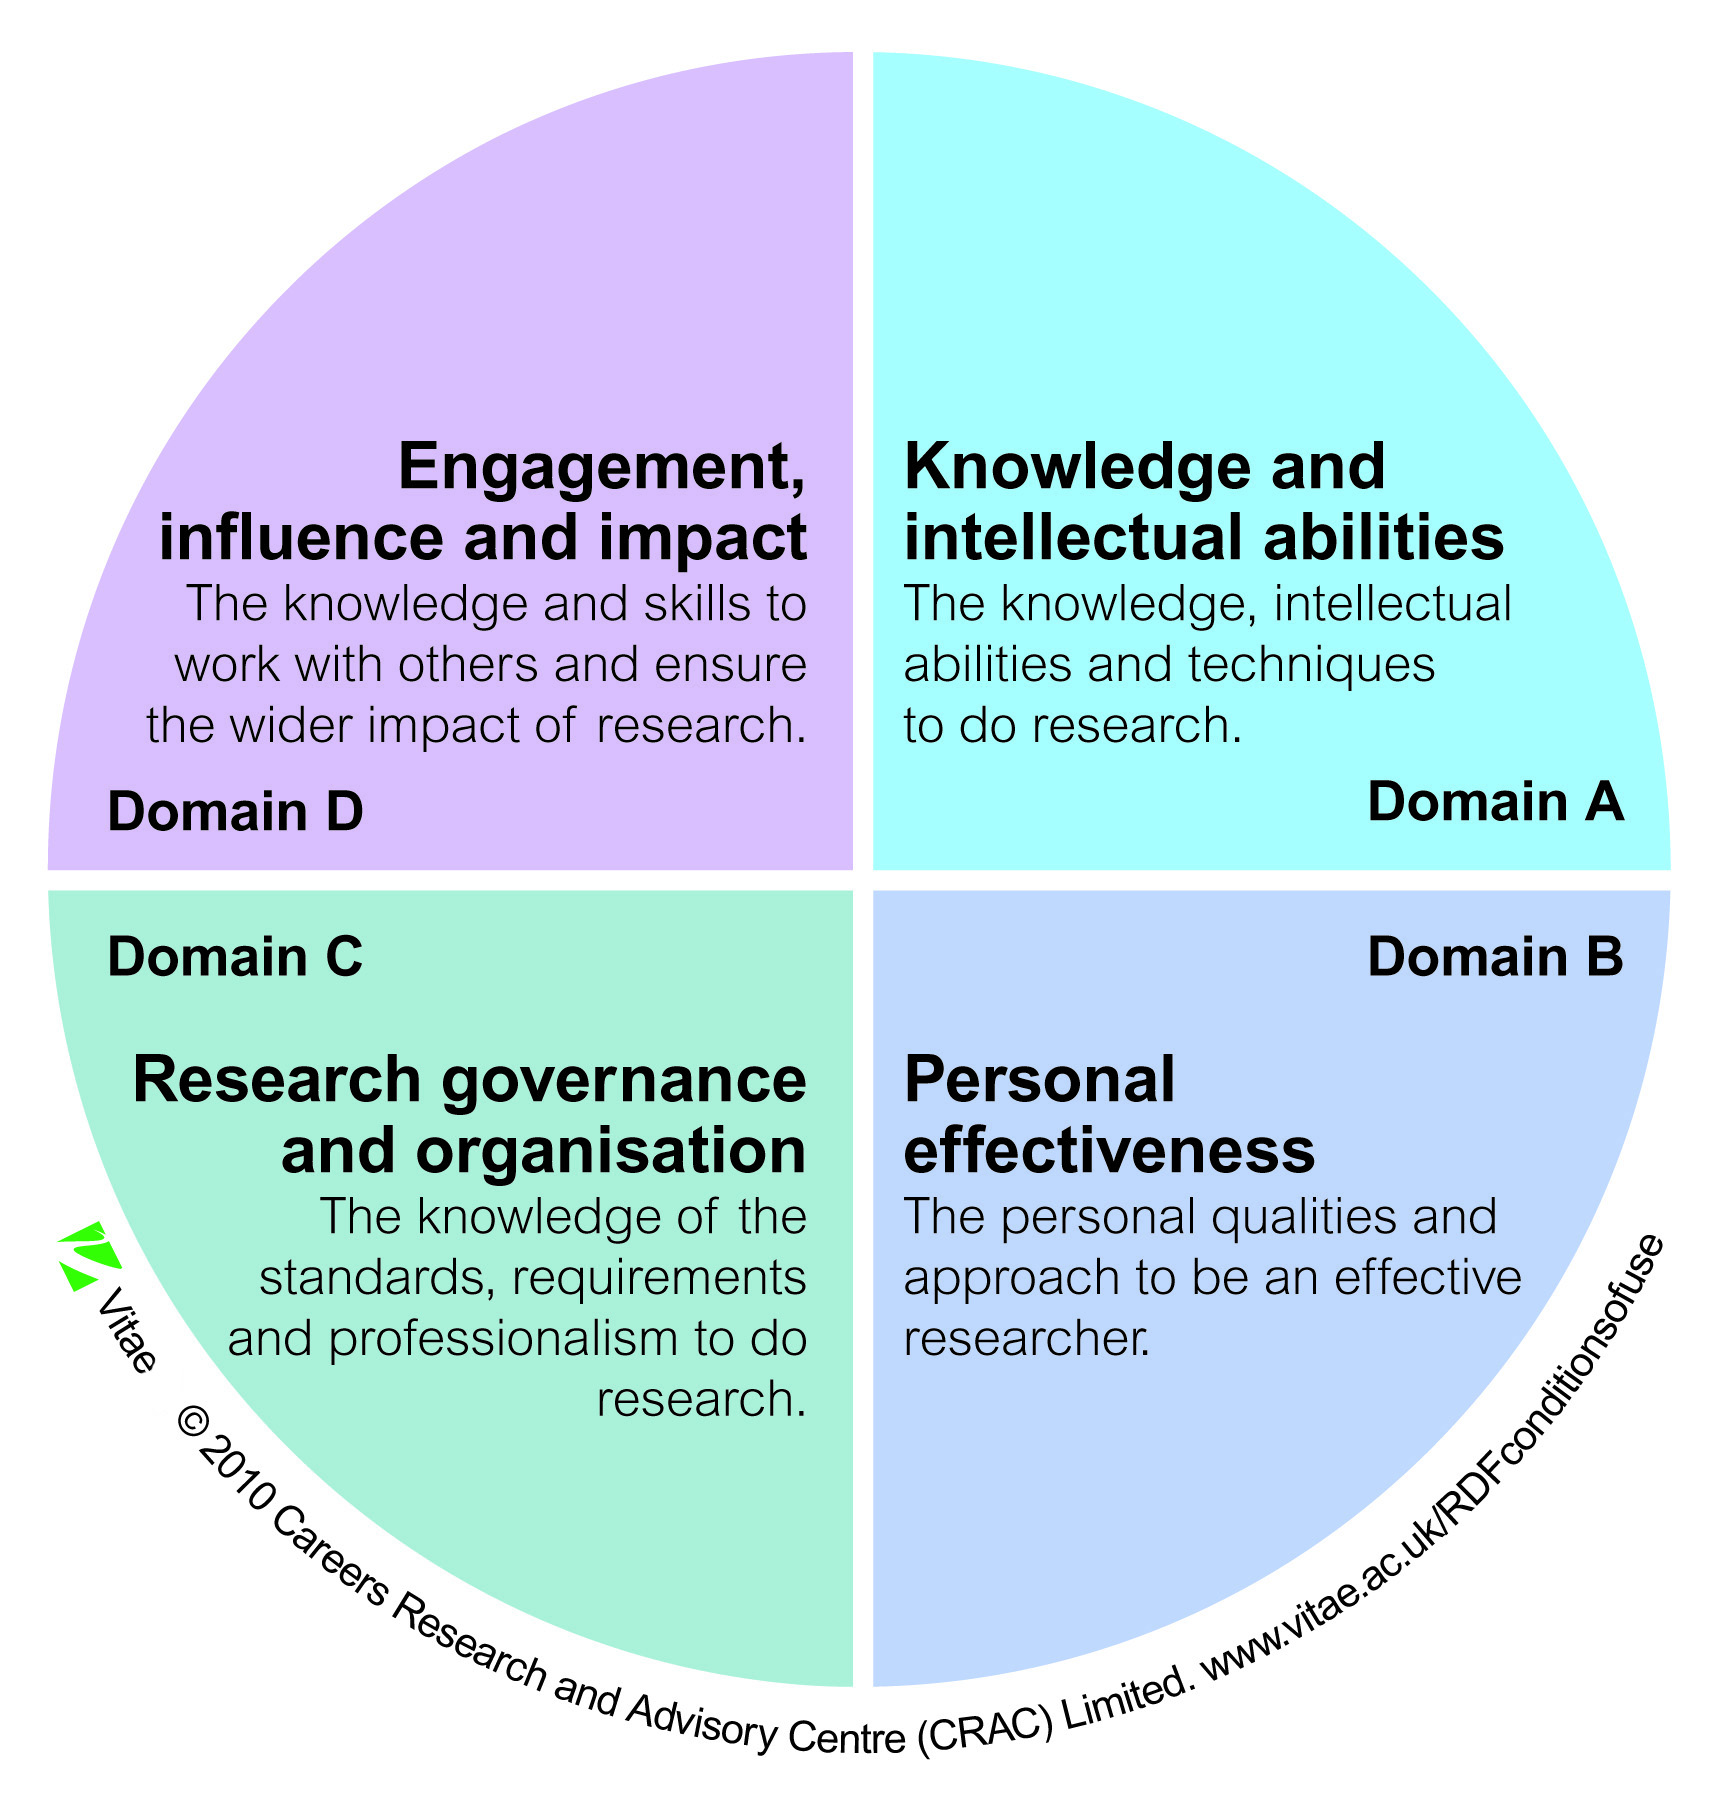 Engagement,
influence and impact
The knowledge and skills to
work with others and ensure
the wider impact of research.
Domain D
Knowledge and
intellectual abilities
The knowledge, intellectual
abilities and techniques
to do research.
Domain A
Domain C
Research governance
and organisation
The knowledge of the
standards, requirements
and professionalism to do
research.
Domain B
Personal
effectiveness
The personal qualities and
approach to be an effective
researcher.
Vitae © 2010 Careers Research and Advisory Centre (CRAC) Limited. www.vitae.ac.uk/RDFconditionsofuse